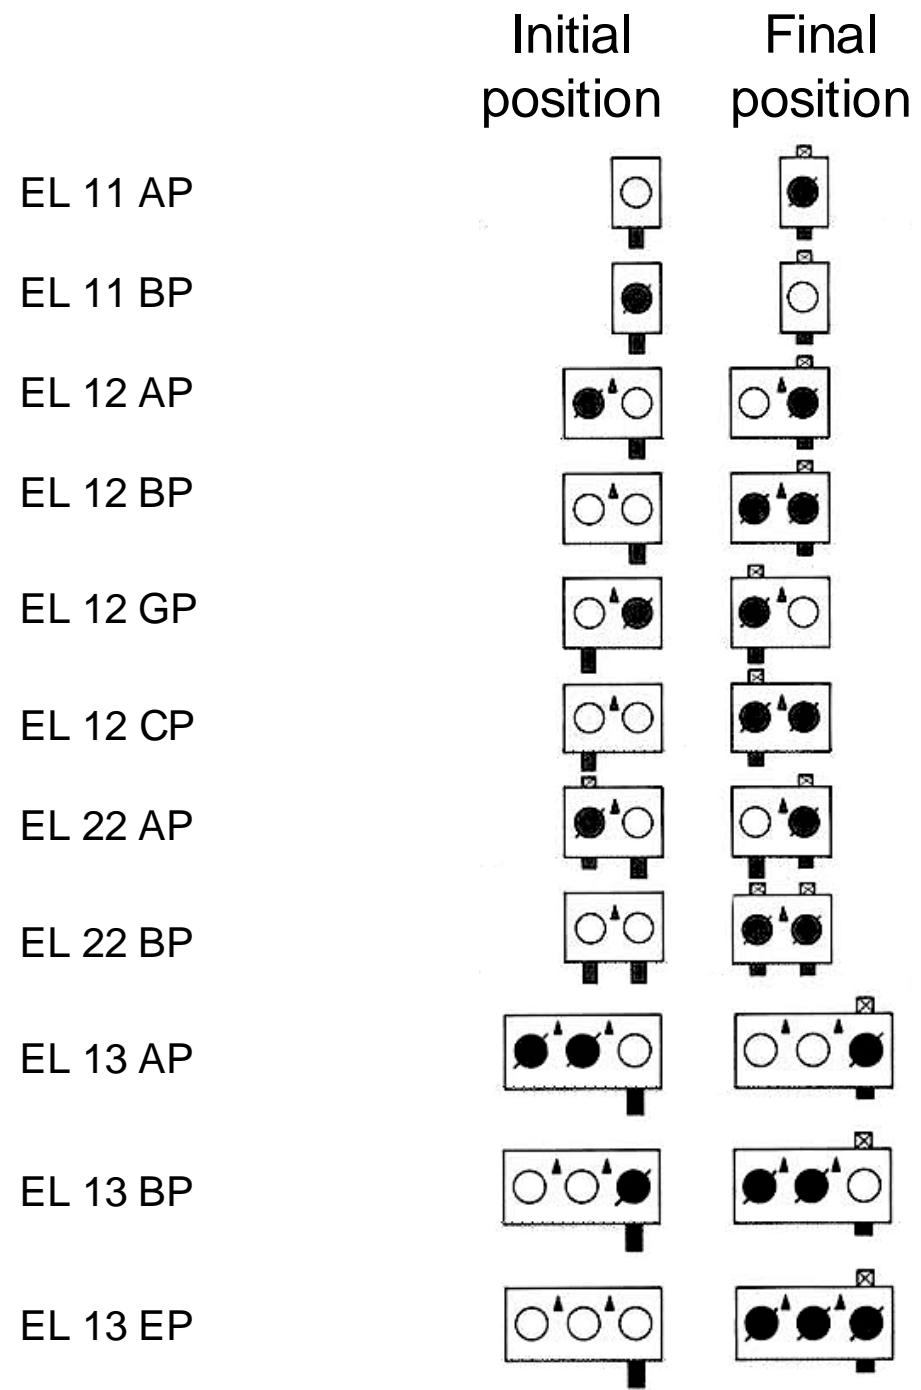 Initial Final
position position
EL 11 AP
EL 11 BP
EL 12 AP
EL 12 BP
EL 12 GP
EL 12 CP
EL 22 AP
EL 22 BP
EL 13 AP
EL 13 BP
EL 13 EP